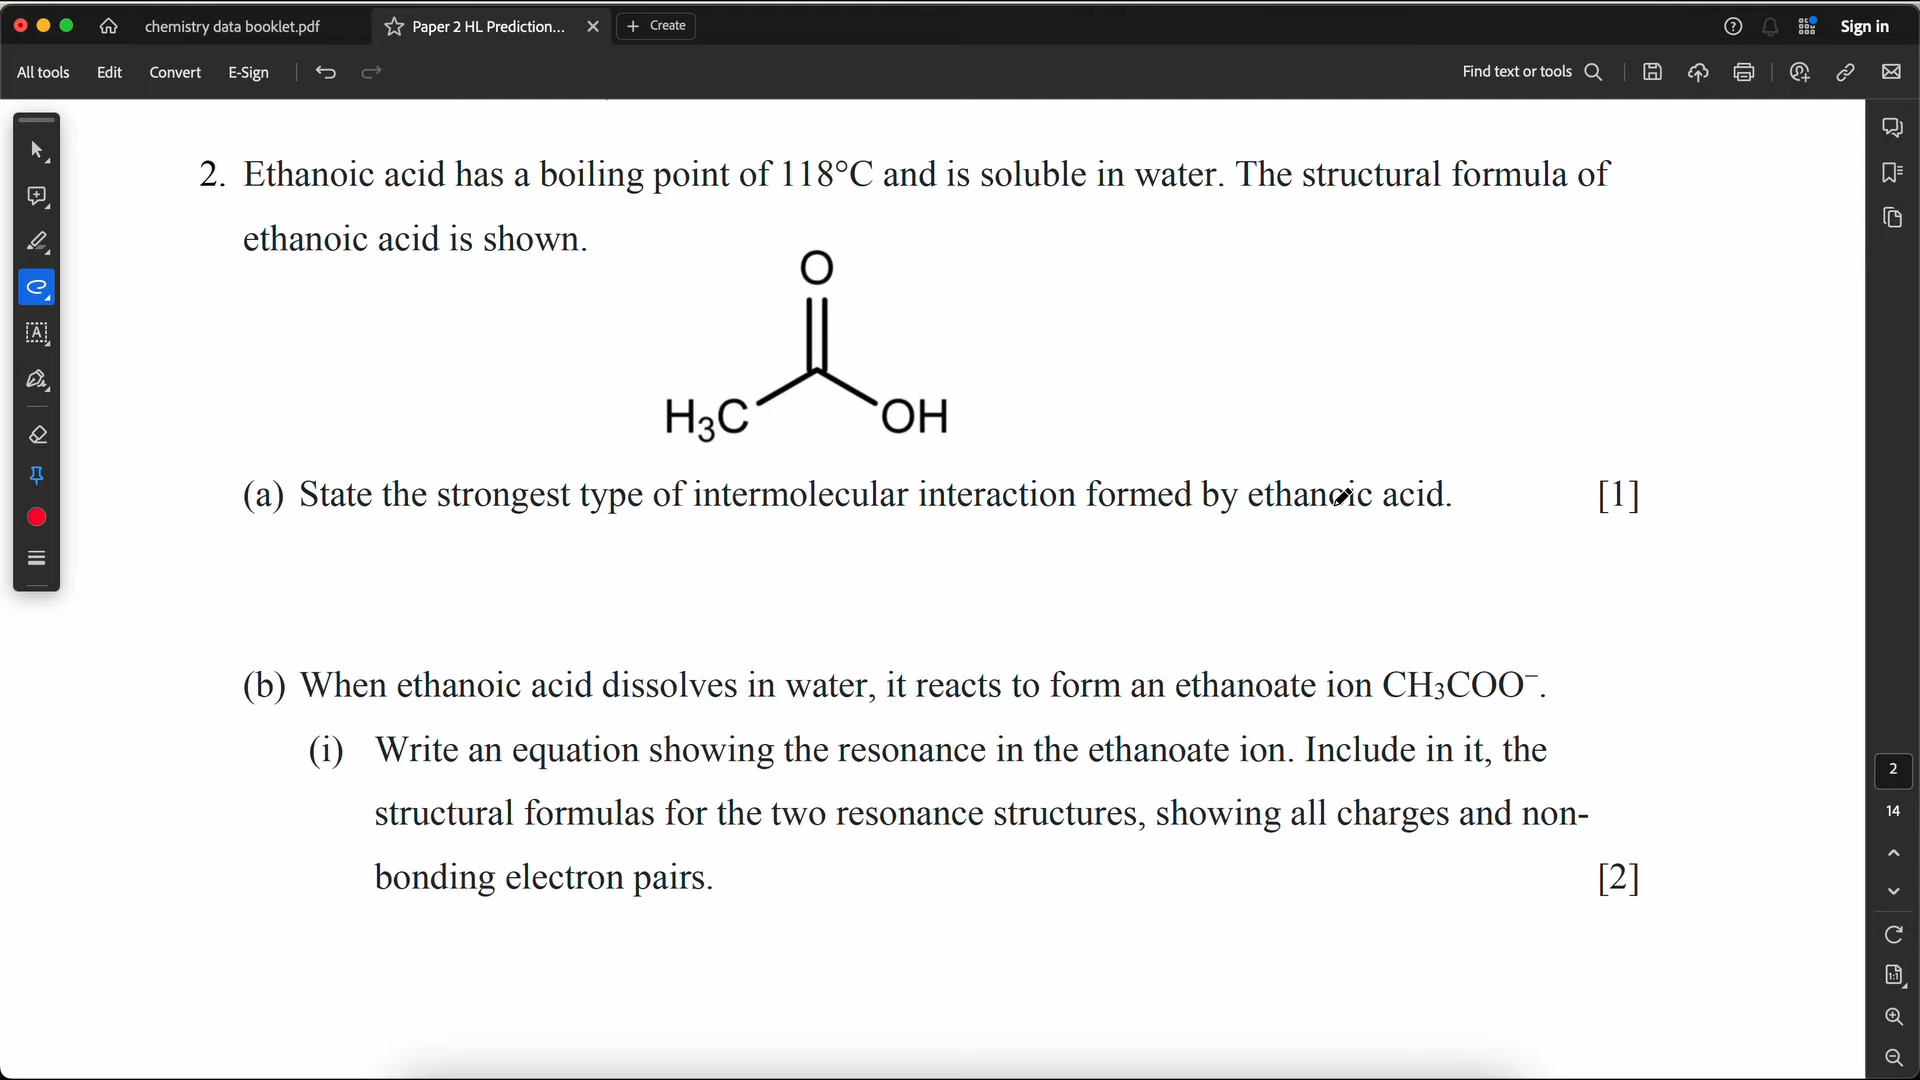 chemistry data booklet.pdf
Paper 2 HL Prediction...
Create
Sign in
All tools
Edit
Convert
E-Sign
Find text or tools
2. Ethanoic acid has a boiling point of 118°C and is soluble in water. The structural formula of
ethanoic acid is shown.
O
H₃C
OH
(a) State the strongest type of intermolecular interaction formed by ethanoic acid. [1]
(b) When ethanoic acid dissolves in water, it reacts to form an ethanoate ion CH₃COO⁻.
(i) Write an equation showing the resonance in the ethanoate ion. Include in it, the
structural formulas for the two resonance structures, showing all charges and non-
bonding electron pairs. [2]
2
14